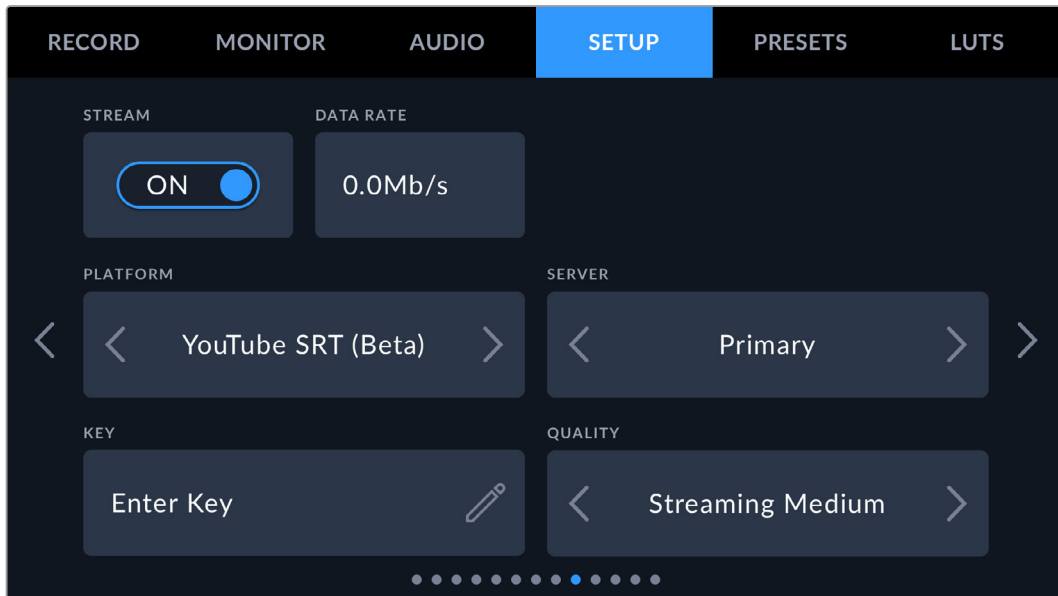 RECORD MONITOR AUDIO SETUP PRESETS LUTS
STREAM DATA RATE
ON 0.0Mb/s
PLATFORM SERVER
YouTube SRT (Beta) Primary
KEY QUALITY
Enter Key Streaming Medium